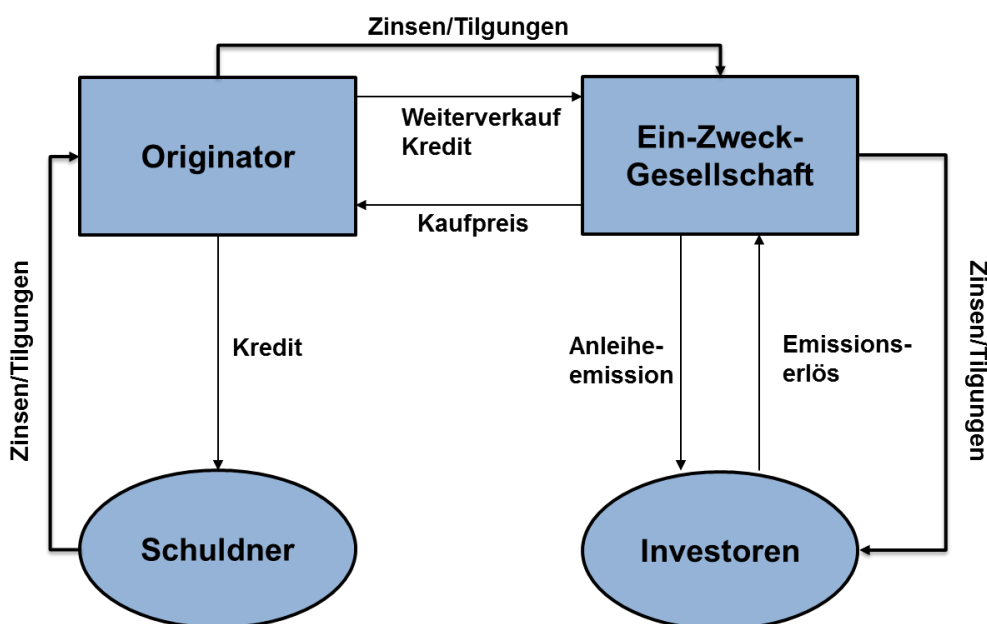 Zinsen/Tilgungen
Originator
Weiterverkauf
Kredit
Ein-Zweck-
Gesellschaft
Kaufpreis
Zinsen/Tilgungen
Kredit
Anleihe-
emission
Emissions-
erlös
Zinsen/Tilgungen
Schuldner
Investoren